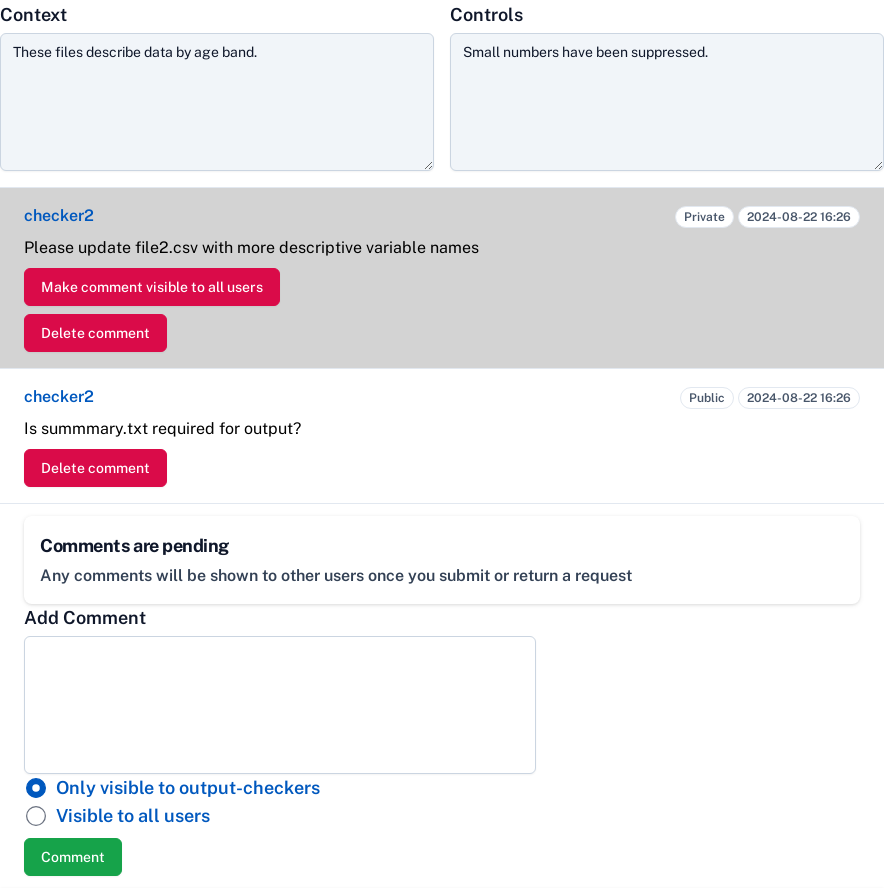 Context
Controls
These files describe data by age band.
Small numbers have been suppressed.
checker2
Private
2024-08-22 16:26
Please update file2.csv with more descriptive variable names
Make comment visible to all users
Delete comment
checker2
Public
2024-08-22 16:26
Is summmary.txt required for output?
Delete comment
Comments are pending
Any comments will be shown to other users once you submit or return a request
Add Comment
Only visible to output-checkers
Visible to all users
Comment